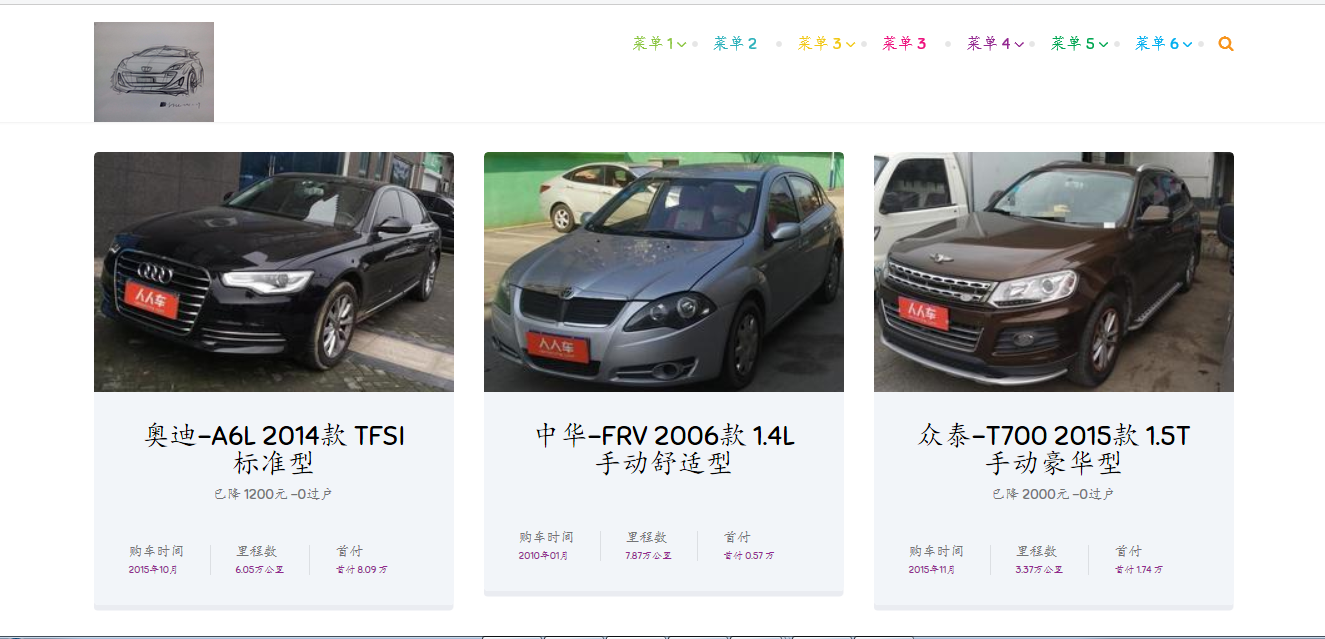 菜单 1
菜单 2
菜单 3
菜单 3
菜单 4
菜单 5
菜单 6
人人车
人人车
人人车
奥迪-A6L 2014款 TFSI
标准型
已降 1200元 -0过户
购车时间 里程数 首付
2015年10月 6.05万公里 首付 8.09 万
中华-FRV 2006款 1.4L
手动舒适型
购车时间 里程数 首付
2010年01月 7.87万公里 首付 0.57 万
众泰-T700 2015款 1.5T
手动豪华型
已降 2000元 -0过户
购车时间 里程数 首付
2015年11月 3.37万公里 首付 1.74 万